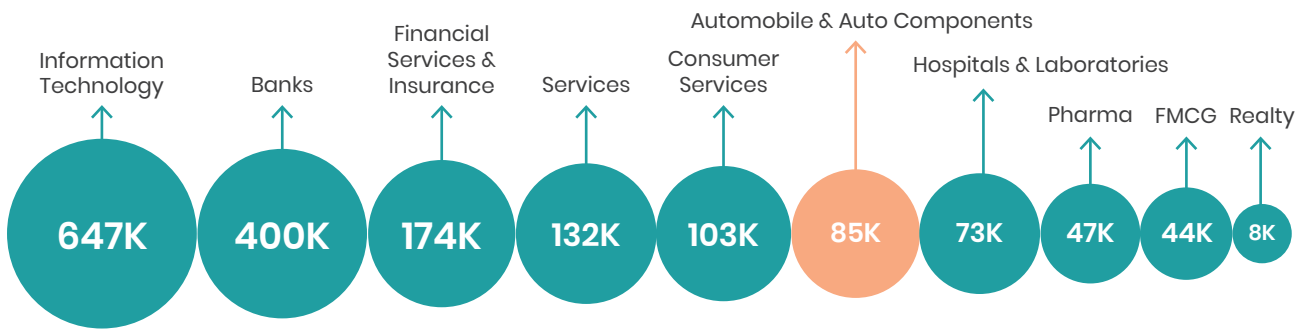 Information
Technology
Banks
Financial
Services &
Insurance
Services
Consumer
Services
Automobile & Auto Components
Hospitals & Laboratories
Pharma
FMCG
Realty
647K
400K
174K
132K
103K
85K
73K
47K
44K
8K